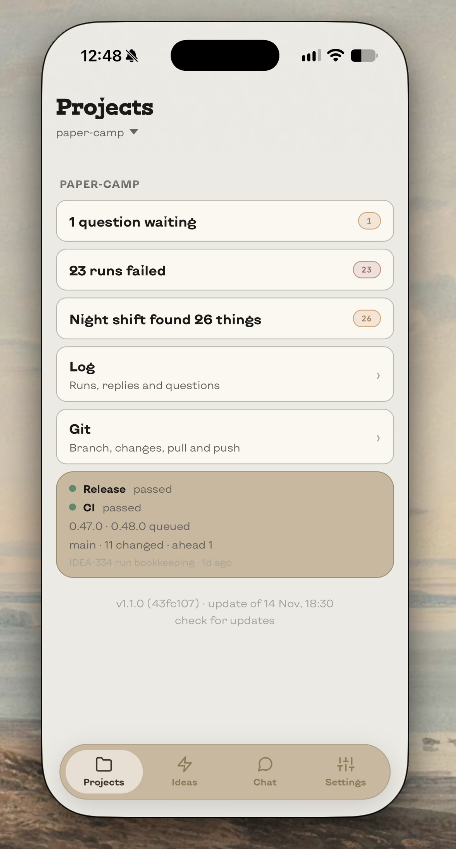 12:48
Projects
paper-camp
PAPER-CAMP
1 question waiting
1
23 runs failed
23
Night shift found 26 things
26
Log
Runs, replies and questions
Git
Branch, changes, pull and push
Release passed
CI passed
0.47.0 · 0.48.0 queued
main · 11 changed · ahead 1
IDEA-334 run bookkeeping · 1d ago
v1.1.0 (43fc107) · update of 14 Nov, 18:30
check for updates
Projects
Ideas
Chat
Settings